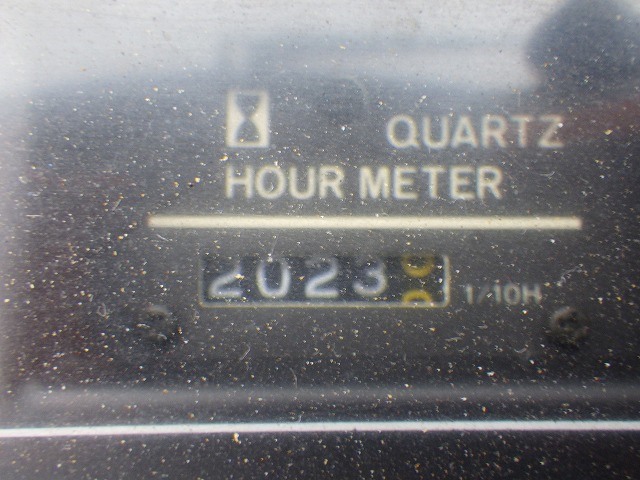 QUARTZ
HOUR METER
2023
1/10H